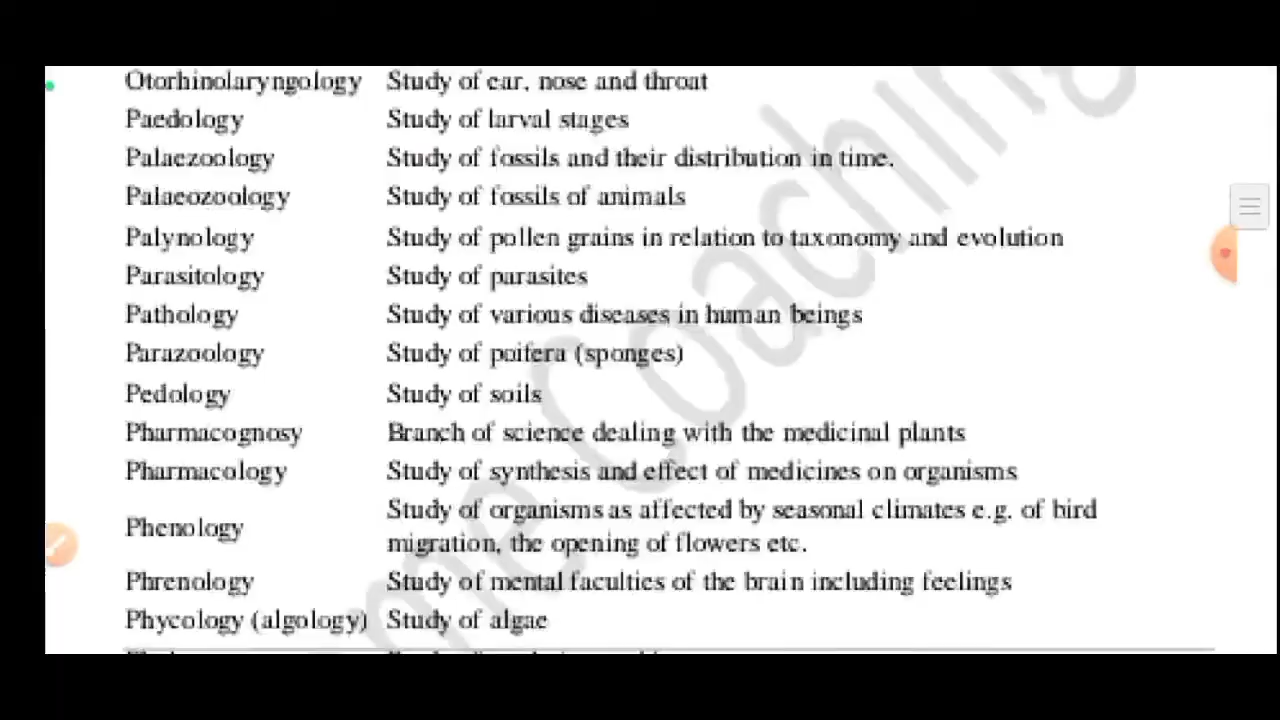 Otorhinolaryngology Study of ear, nose and throat
Paedology Study of larval stages
Palaezoology Study of fossils and their distribution in time.
Palaeozoology Study of fossils of animals
Palynology Study of pollen grains in relation to taxonomy and evolution
Parasitology Study of parasites
Pathology Study of various diseases in human beings
Parazoology Study of poifera (sponges)
Pedology Study of soils
Pharmacognosy Branch of science dealing with the medicinal plants
Pharmacology Study of synthesis and effect of medicines on organisms
Phenology Study of organisms as affected by seasonal climates e.g. of bird
migration, the opening of flowers etc.
Phrenology Study of mental faculties of the brain including feelings
Phycology (algology) Study of algae
me Coaching